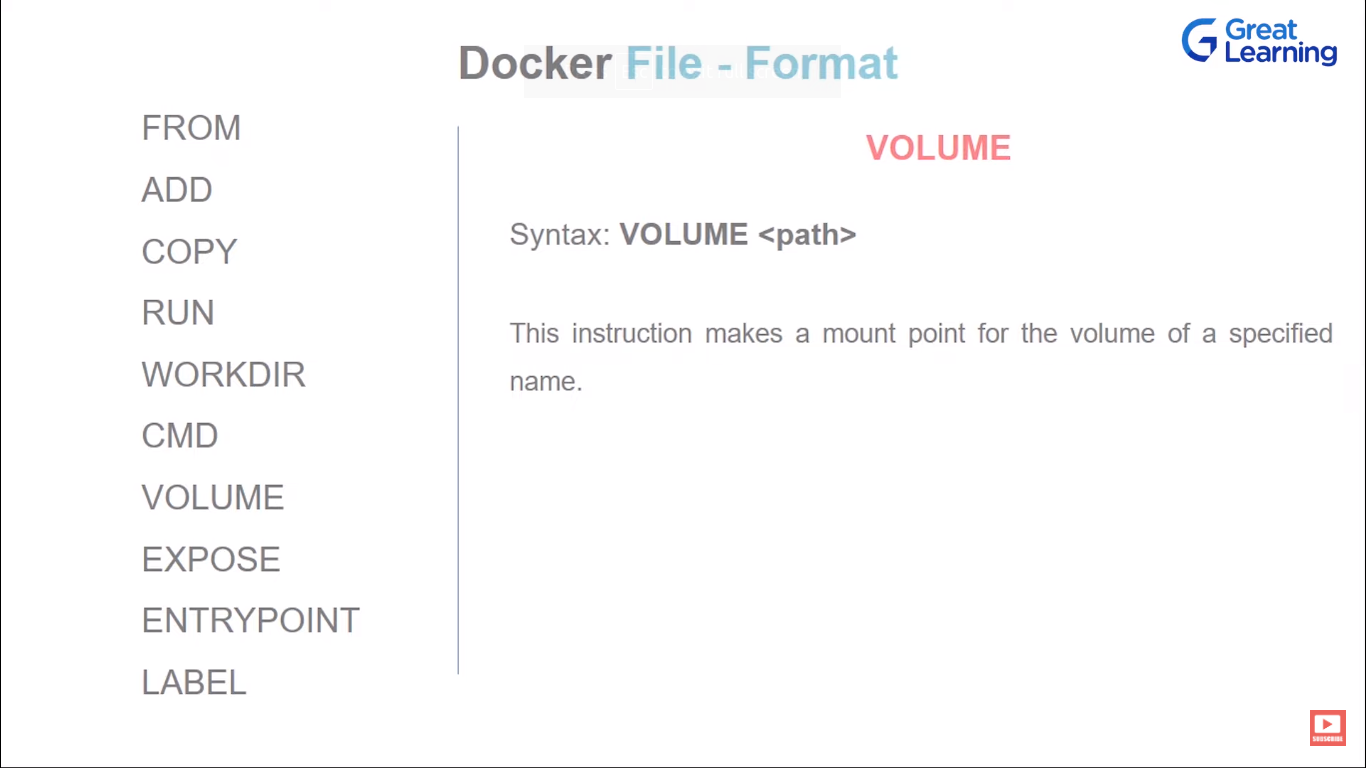 Great
Learning
Docker File - Format
FROM
ADD
COPY
RUN
WORKDIR
CMD
VOLUME
EXPOSE
ENTRYPOINT
LABEL
VOLUME
Syntax: VOLUME <path>
This instruction makes a mount point for the volume of a specified
name.
SUBSCRIBE